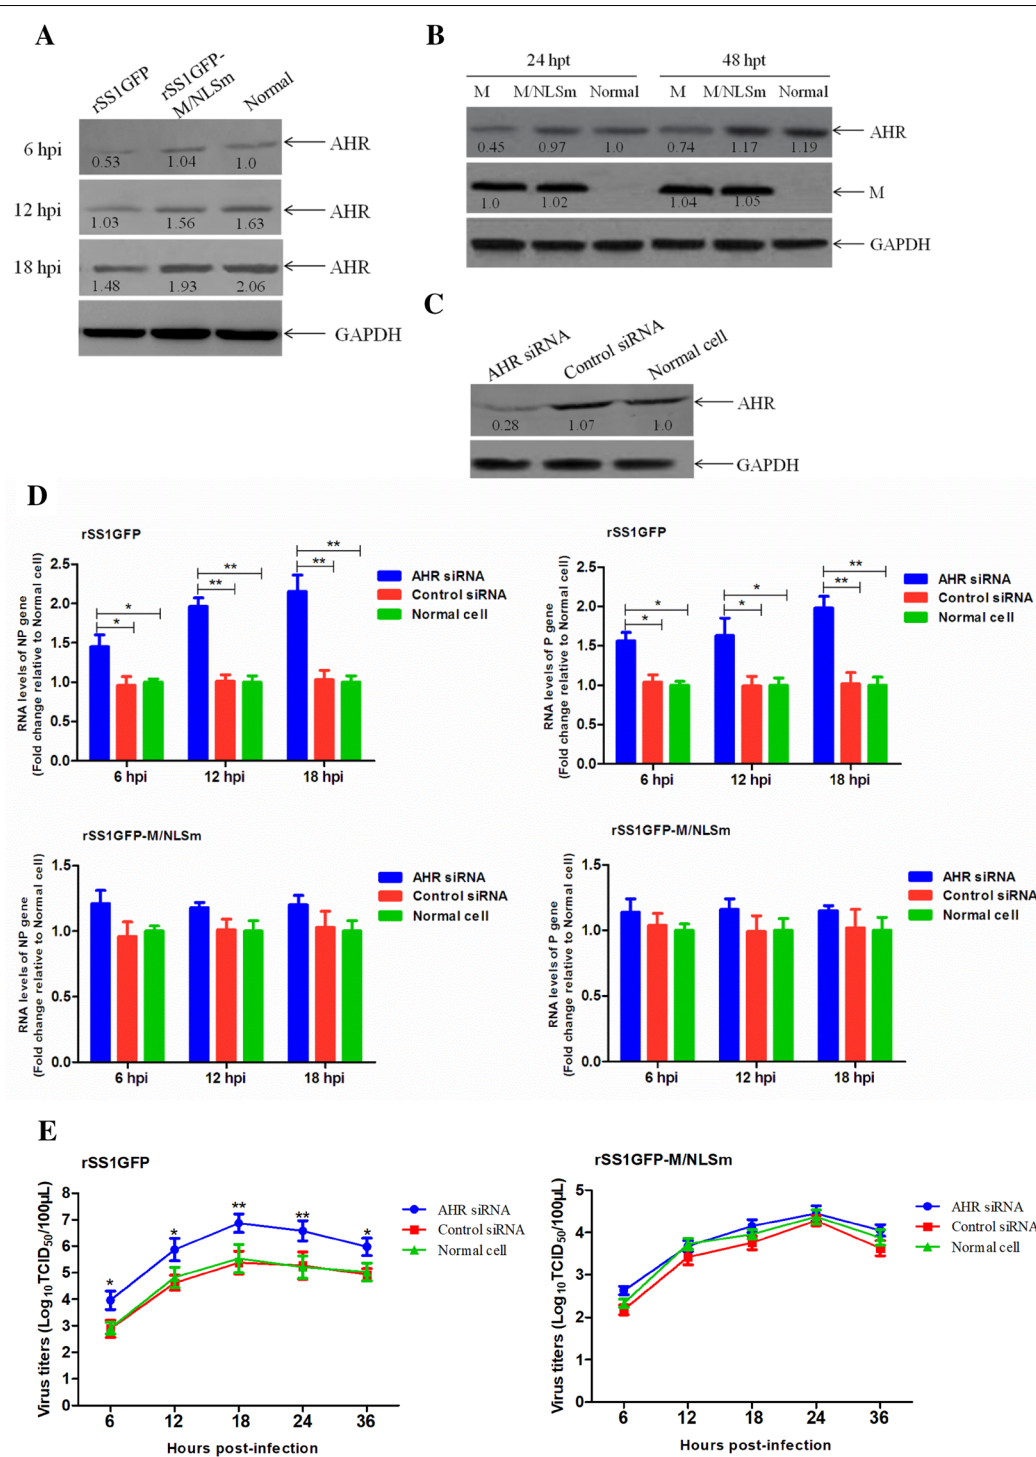 A
rSS1GFP
rSS1GFP-
M/NLSm
Normal
6 hpi
0.53 1.04 1.0
AHR
12 hpi
1.03 1.56 1.63
AHR
18 hpi
1.48 1.93 2.06
AHR
GAPDH
B
24 hpt 48 hpt
M M/NLSm Normal M M/NLSm Normal
0.45 0.97 1.0 0.74 1.17 1.19
AHR
1.0 1.02 1.04 1.05
M
GAPDH
C
AHR siRNA
Control siRNA
Normal cell
0.28 1.07 1.0
AHR
GAPDH
D
rSS1GFP
RNA levels of NP gene
(Fold change relative to Normal cell)
2.5
2.0
1.5
1.0
0.5
0.0
* *
** **
** **
6 hpi 12 hpi 18 hpi
AHR siRNA
Control siRNA
Normal cell
rSS1GFP
RNA levels of P gene
(Fold change relative to Normal cell)
2.5
2.0
1.5
1.0
0.5
0.0
* *
* *
** **
6 hpi 12 hpi 18 hpi
AHR siRNA
Control siRNA
Normal cell
rSS1GFP-M/NLSm
RNA levels of NP gene
(Fold change relative to Normal cell)
1.5
1.0
0.5
0.0
6 hpi 12 hpi 18 hpi
AHR siRNA
Control siRNA
Normal cell
rSS1GFP-M/NLSm
RNA levels of P gene
(Fold change relative to Normal cell)
1.5
1.0
0.5
0.0
6 hpi 12 hpi 18 hpi
AHR siRNA
Control siRNA
Normal cell
E
rSS1GFP
Virus titers (Log10TCID50/100μL)
8
7
6
5
4
3
2
1
0
* * ** ** *
6 12 18 24 36
Hours post-infection
AHR siRNA
Control siRNA
Normal cell
rSS1GFP-M/NLSm
Virus titers (Log10TCID50/100μL)
5
4
3
2
1
0
6 12 18 24 36
Hours post-infection
AHR siRNA
Control siRNA
Normal cell